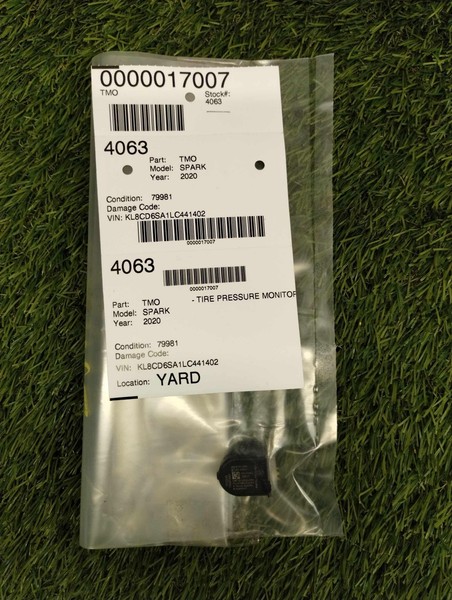 0000017007
TMO
Stock#:
4063
4063
Part: TMO
Model: SPARK
Year: 2020
Condition: 79981
Damage Code:
VIN: KL8CD6SA1LC441402
0000017007
4063
0000017007
Part: TMO - TIRE PRESSURE MONITOR
Model: SPARK
Year: 2020
Condition: 79981
Damage Code:
VIN: KL8CD6SA1LC441402
Location: YARD